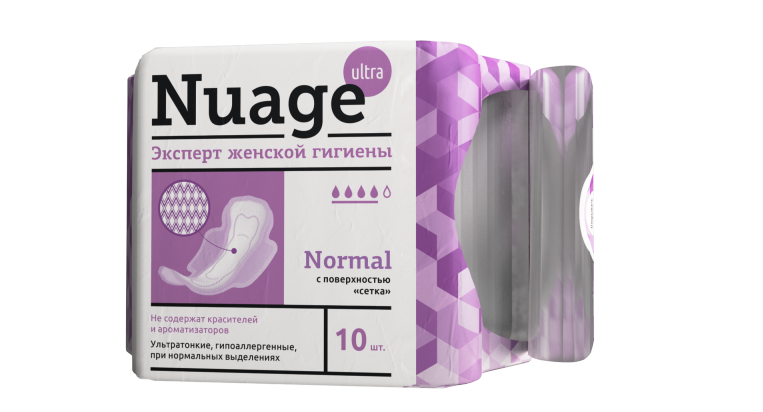 ultra
Nuage
Эксперт женской гигиены
Normal
с поверхностью
«сетка»
Не содержат красителей
и ароматизаторов
Ультратонкие, гипоаллергенные,
при нормальных выделениях
10 шт.